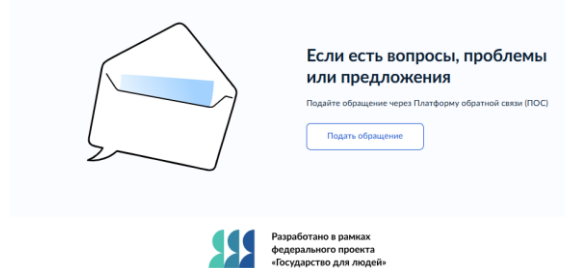 Если есть вопросы, проблемы
или предложения
Подайте обращение через Платформу обратной связи (ПОС)
Подать обращение
Разработано в рамках
федерального проекта
«Государство для людей»